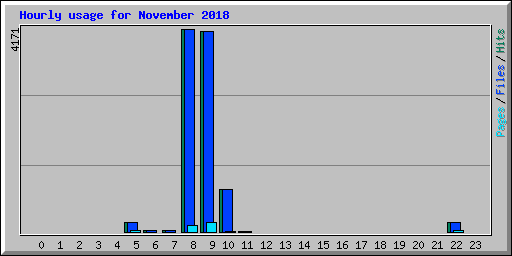 Hourly usage for November 2018
4171
Pages/Files/Hits
0 1 2 3 4 5 6 7 8 9 10 11 12 13 14 15 16 17 18 19 20 21 22 23